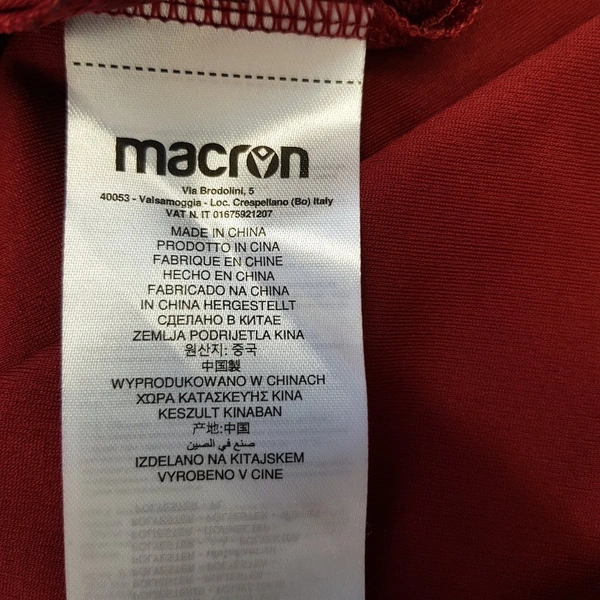 macron
Via Brodolini, 5
40053 - Valsamoggia - Loc. Crespellano (Bo) Italy
VAT N. IT 01675921207
MADE IN CHINA
PRODOTTO IN CINA
FABRIQUE EN CHINE
HECHO EN CHINA
FABRICADO NA CHINA
IN CHINA HERGESTELLT
СДЕЛАНО В КИТАЕ
ZEMLJA PODRIJETLA KINA
원산지: 중국
中国製
WYPRODUKOWANO W CHINACH
ΧΩΡΑ ΚΑΤΑΣΚΕΥΗΣ ΚΙΝΑ
KESZULT KINABAN
产地:中国
صنع في الصين
IZDELANO NA KITAJSKEM
VYROBENO V CINE